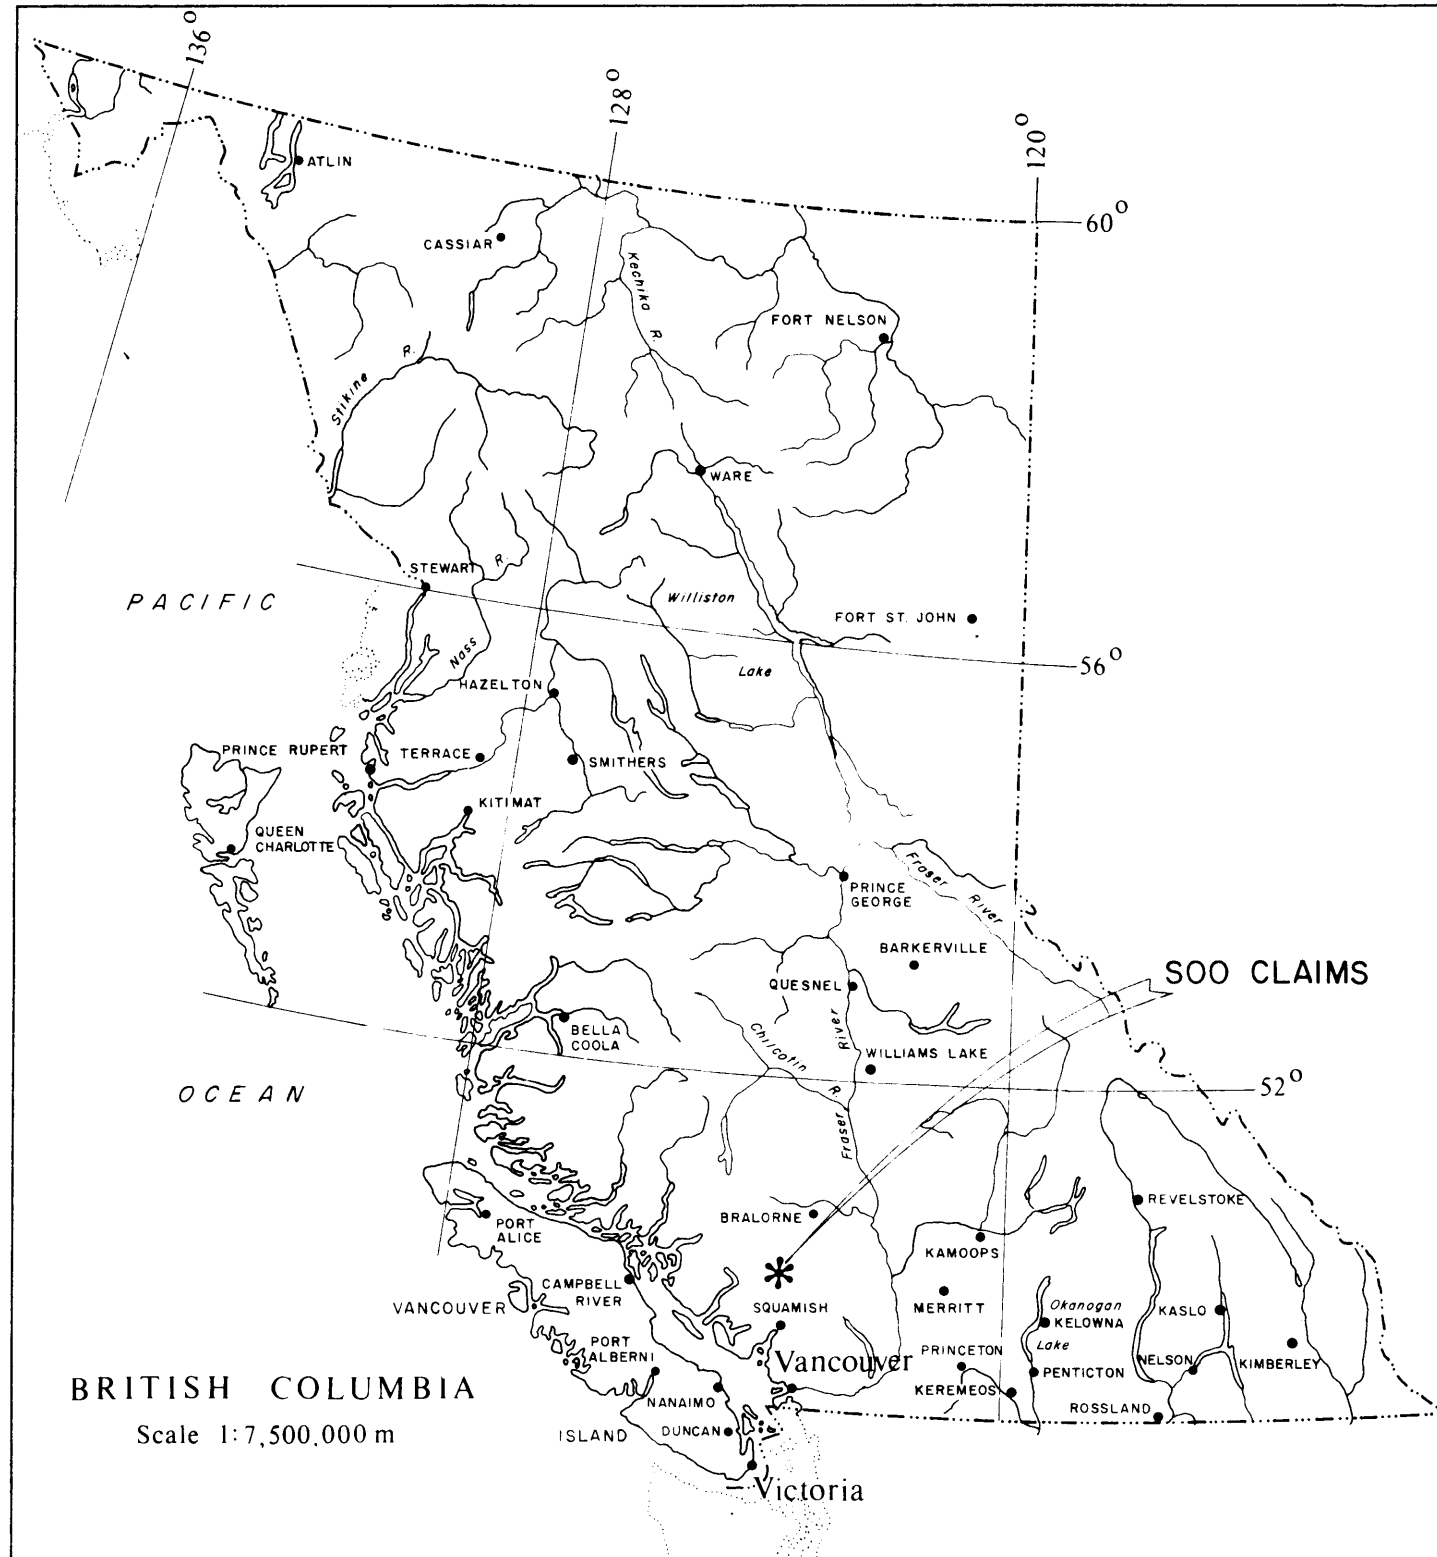 136°
128°
120°
ATLIN
60°
CASSIAR
Kechika R.
FORT NELSON
Stikine R.
WARE
STEWART
R.
PACIFIC
Williston
FORT ST. JOHN
Nass
56°
Lake
HAZELTON
PRINCE RUPERT
TERRACE
SMITHERS
KITIMAT
QUEEN
CHARLOTTE
Fraser River
PRINCE
GEORGE
BARKERVILLE
SOO CLAIMS
QUESNEL
BELLA
COOLA
Chilcotin R.
River
WILLIAMS LAKE
52°
OCEAN
Fraser
REVELSTOKE
BRALORNE
PORT
ALICE
KAMOOPS
CAMPBELL
RIVER
MERRITT
VANCOUVER
SQUAMISH
Okanogan
KASLO
KELOWNA
PORT
ALBERNI
Lake
PRINCETON
Vancouver
NELSON
KIMBERLEY
PENTICTON
BRITISH COLUMBIA
KEREMEOS
NANAIMO
ROSSLAND
Scale 1:7,500,000 m
ISLAND
DUNCAN
Victoria